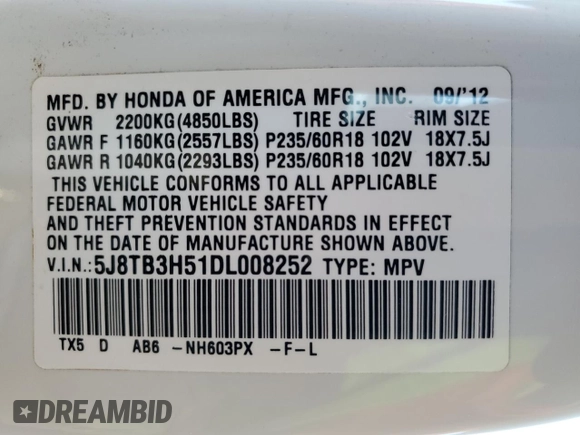 MFD. BY HONDA OF AMERICA MFG., INC. 09/'12
GVWR 2200KG(4850LBS) TIRE SIZE RIM SIZE
GAWR F 1160KG(2557LBS) P235/60R18 102V 18X7.5J
GAWR R 1040KG(2293LBS) P235/60R18 102V 18X7.5J
THIS VEHICLE CONFORMS TO ALL APPLICABLE
FEDERAL MOTOR VEHICLE SAFETY
AND THEFT PREVENTION STANDARDS IN EFFECT
ON THE DATE OF MANUFACTURE SHOWN ABOVE.
V.I.N.:5J8TB3H51DL008252 TYPE: MPV
TX5 D AB6 -NH603PX -F-L
DREAMBID